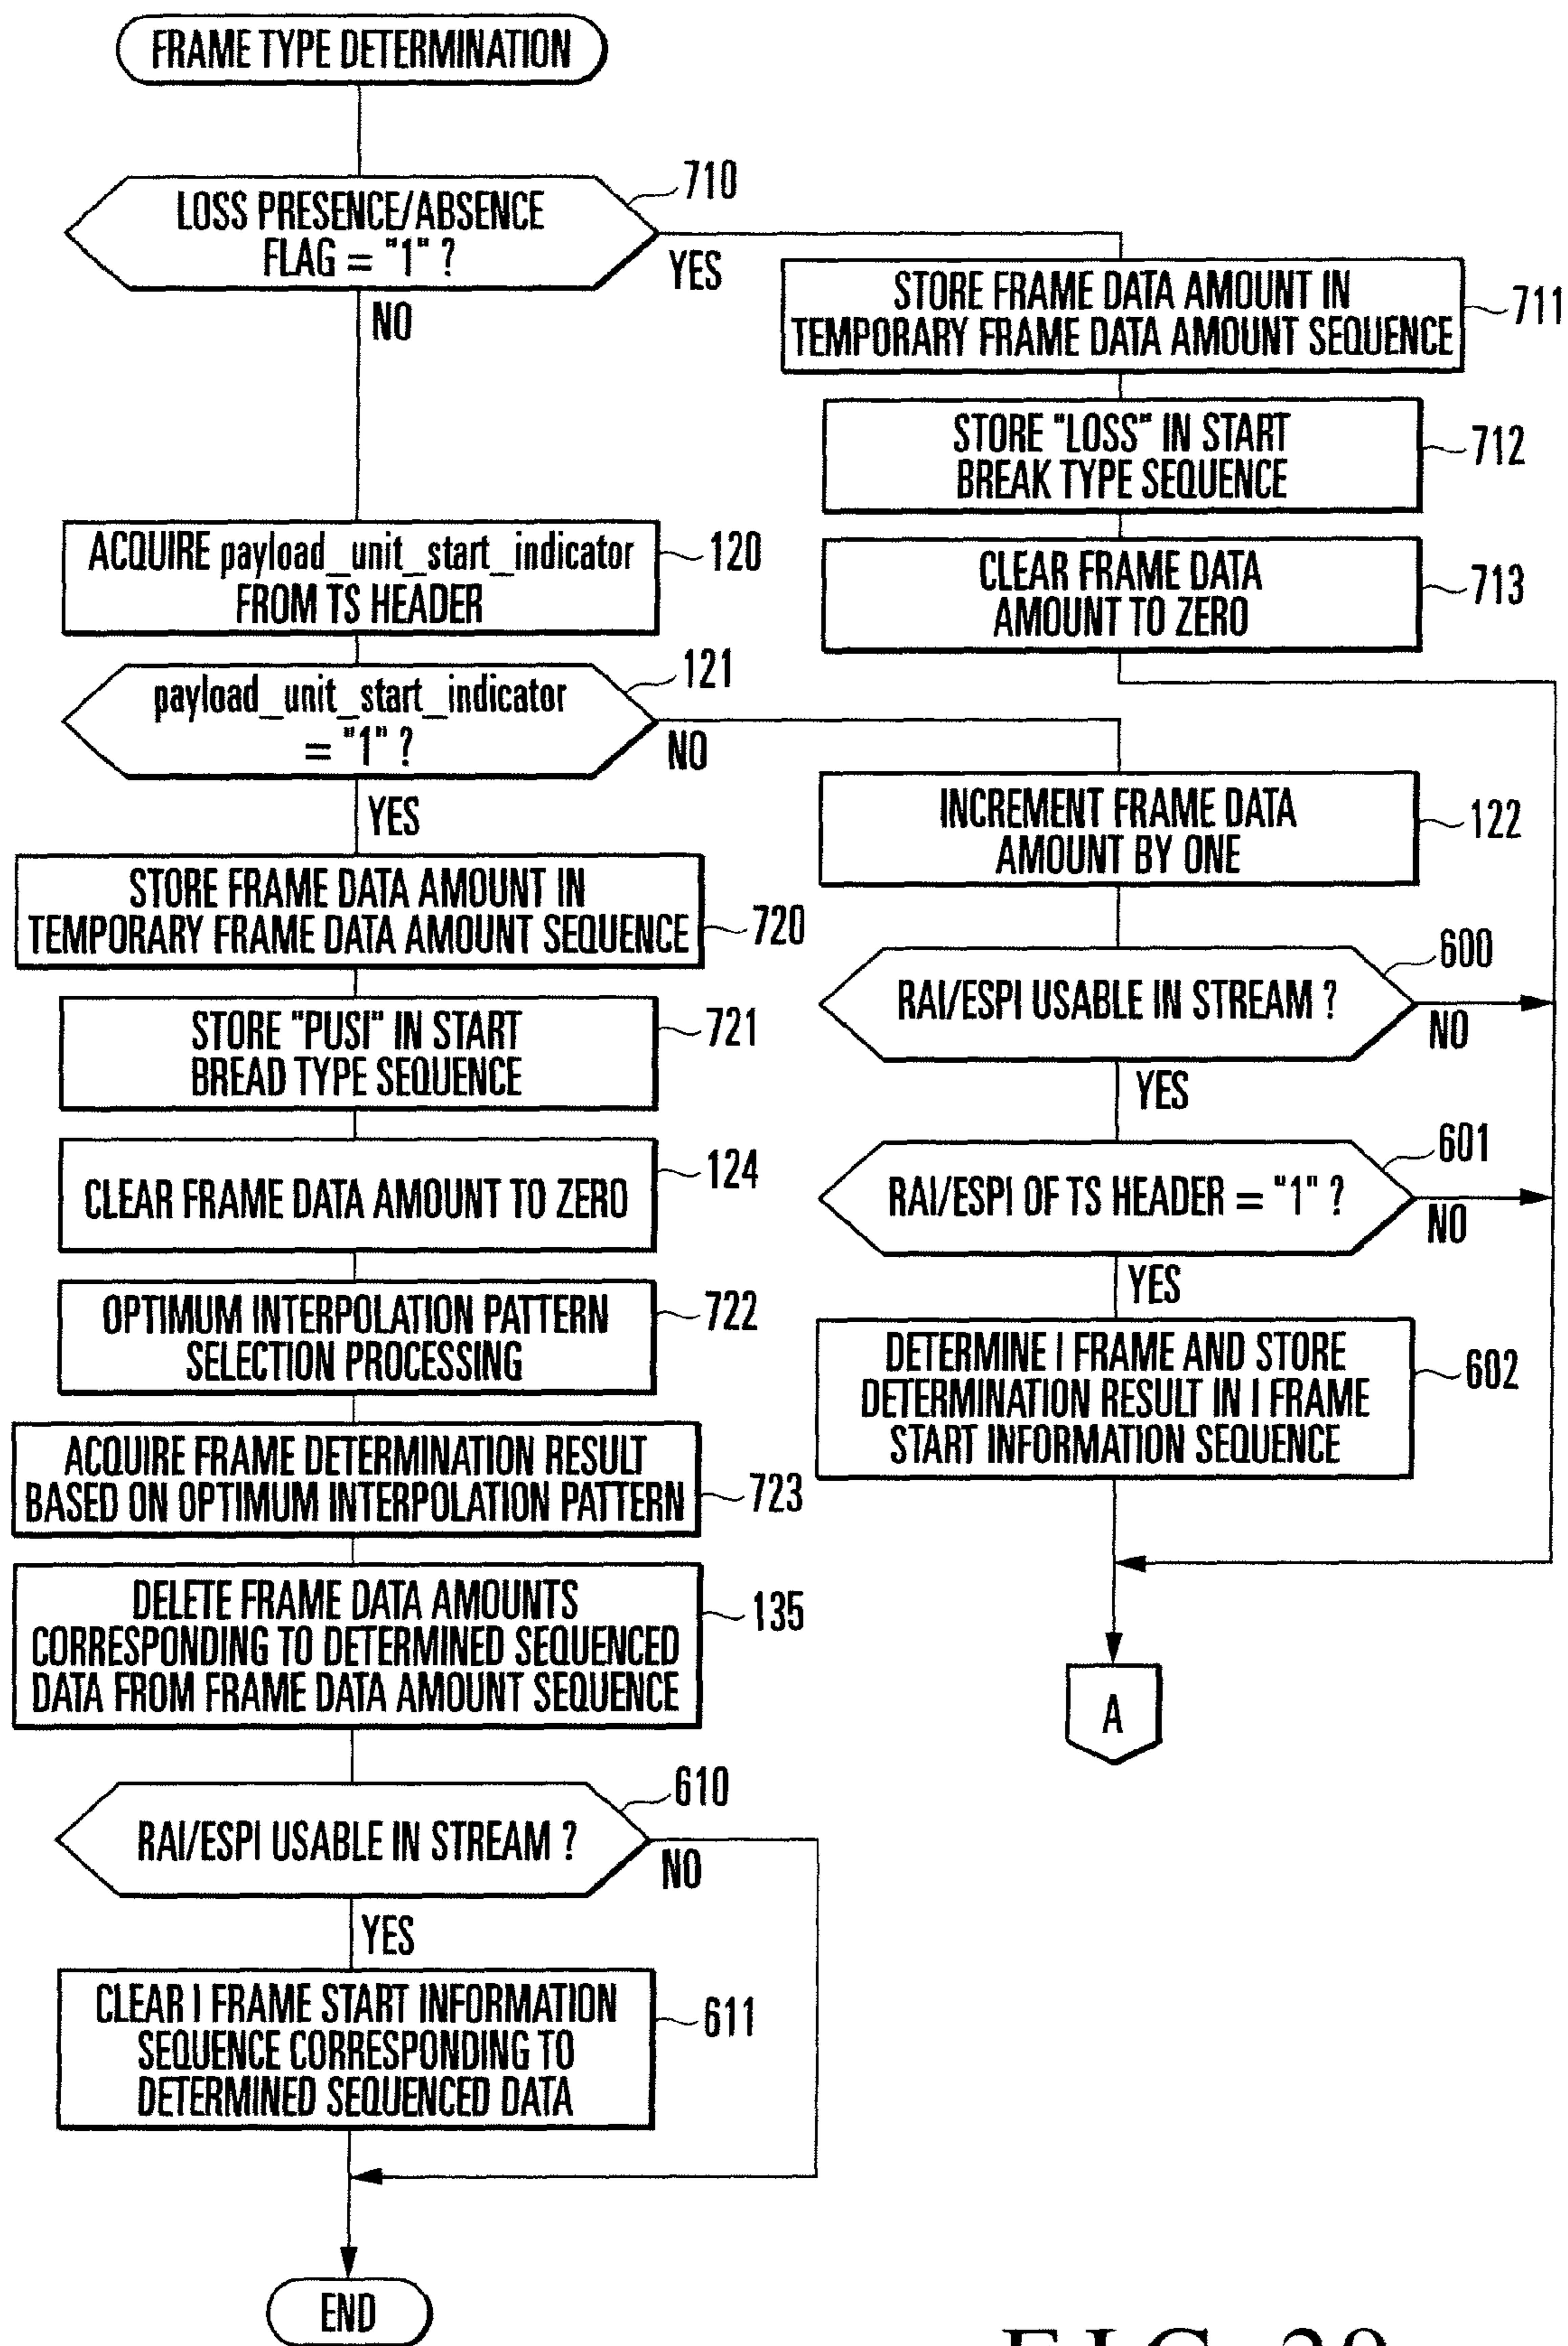 FRAME TYPE DETERMINATION
LOSS PRESENCE/ABSENCE
FLAG = "1" ?
710
YES
NO
STORE FRAME DATA AMOUNT IN
TEMPORARY FRAME DATA AMOUNT SEQUENCE
711
STORE "LOSS" IN START
BREAK TYPE SEQUENCE
712
CLEAR FRAME DATA
AMOUNT TO ZERO
713
ACQUIRE payload_unit_start_indicator
FROM TS HEADER
120
payload_unit_start_indicator
= "1" ?
121
NO
YES
INCREMENT FRAME DATA
AMOUNT BY ONE
122
RAI/ESPI USABLE IN STREAM ?
600
NO
YES
RAI/ESPI OF TS HEADER = "1" ?
601
NO
YES
DETERMINE I FRAME AND STORE
DETERMINATION RESULT IN I FRAME
START INFORMATION SEQUENCE
602
A
STORE FRAME DATA AMOUNT IN
TEMPORARY FRAME DATA AMOUNT SEQUENCE
720
STORE "PUSI" IN START
BREAD TYPE SEQUENCE
721
CLEAR FRAME DATA AMOUNT TO ZERO
124
OPTIMUM INTERPOLATION PATTERN
SELECTION PROCESSING
722
ACQUIRE FRAME DETERMINATION RESULT
BASED ON OPTIMUM INTERPOLATION PATTERN
723
DELETE FRAME DATA AMOUNTS
CORRESPONDING TO DETERMINED SEQUENCED
DATA FROM FRAME DATA AMOUNT SEQUENCE
135
RAI/ESPI USABLE IN STREAM ?
610
NO
YES
CLEAR I FRAME START INFORMATION
SEQUENCE CORRESPONDING TO
DETERMINED SEQUENCED DATA
611
END